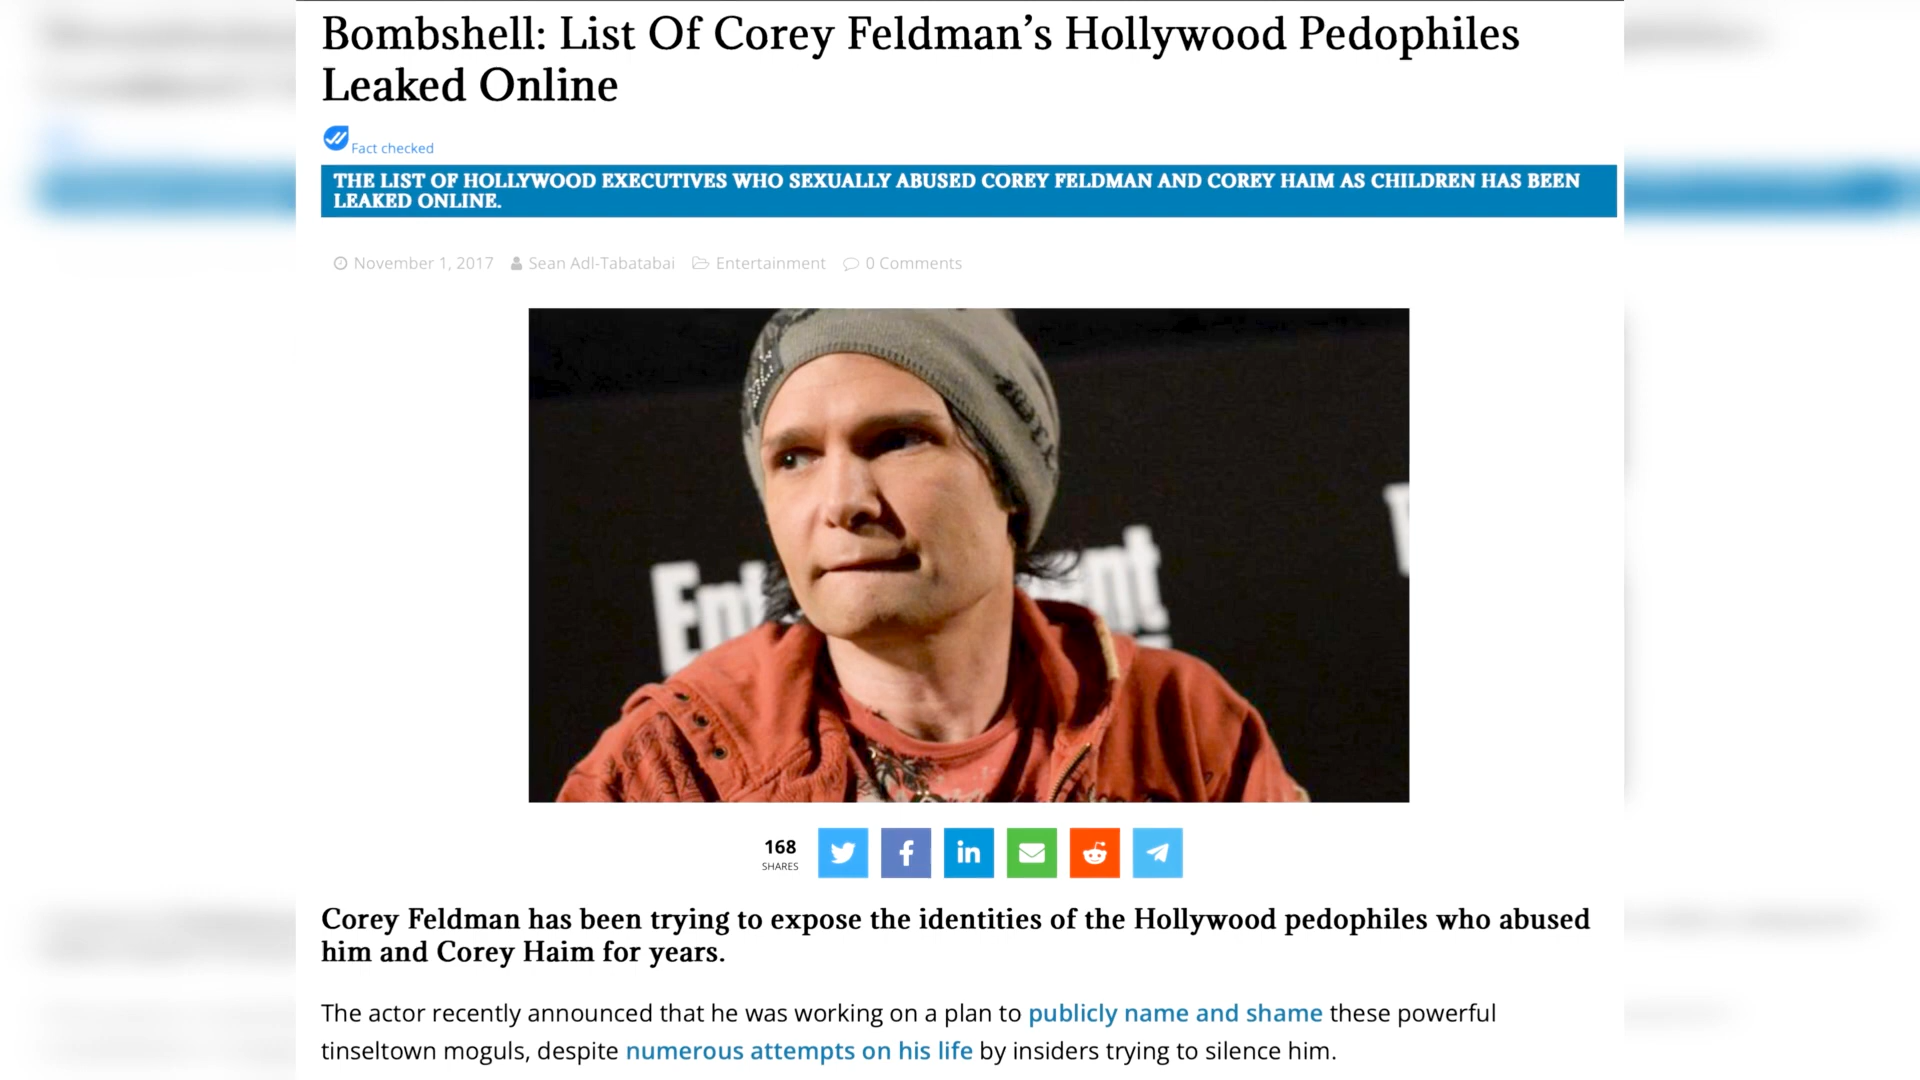 Bombshell: List Of Corey Feldman’s Hollywood Pedophiles
Leaked Online
Fact checked
THE LIST OF HOLLYWOOD EXECUTIVES WHO SEXUALLY ABUSED COREY FELDMAN AND COREY HAIM AS CHILDREN HAS BEEN
LEAKED ONLINE.
November 1, 2017 Sean Adl-Tabatabai Entertainment 0 Comments
168
SHARES
Corey Feldman has been trying to expose the identities of the Hollywood pedophiles who abused
him and Corey Haim for years.
The actor recently announced that he was working on a plan to publicly name and shame these powerful
tinseltown moguls, despite numerous attempts on his life by insiders trying to silence him.